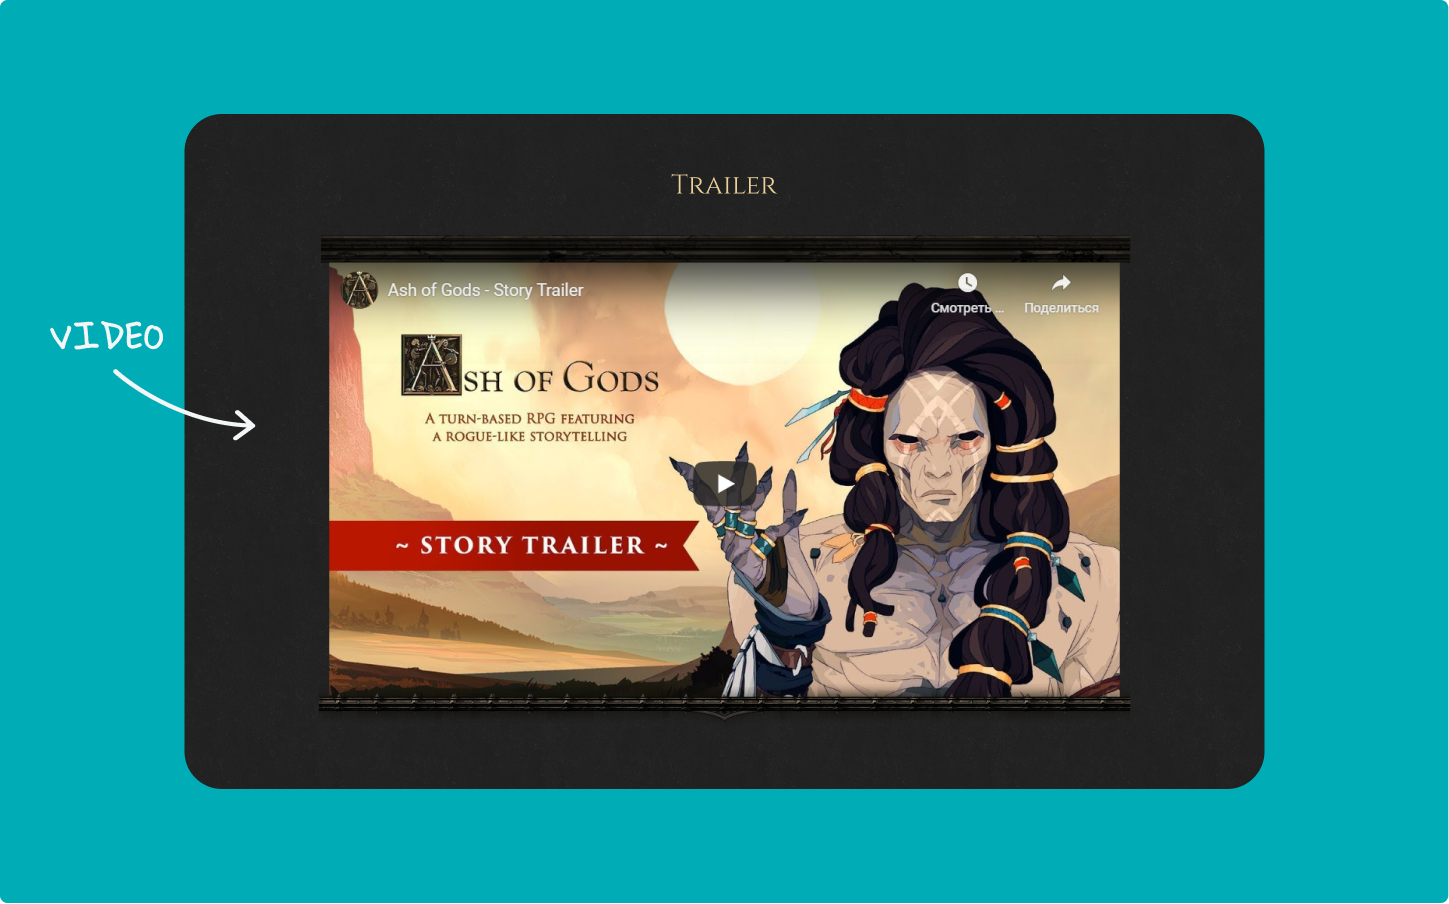 Trailer
Ash of Gods - Story Trailer
Смотреть ...
Поделиться
VIDEO
Ash of Gods
A turn-based RPG featuring
a rogue-like storytelling
~ STORY TRAILER ~